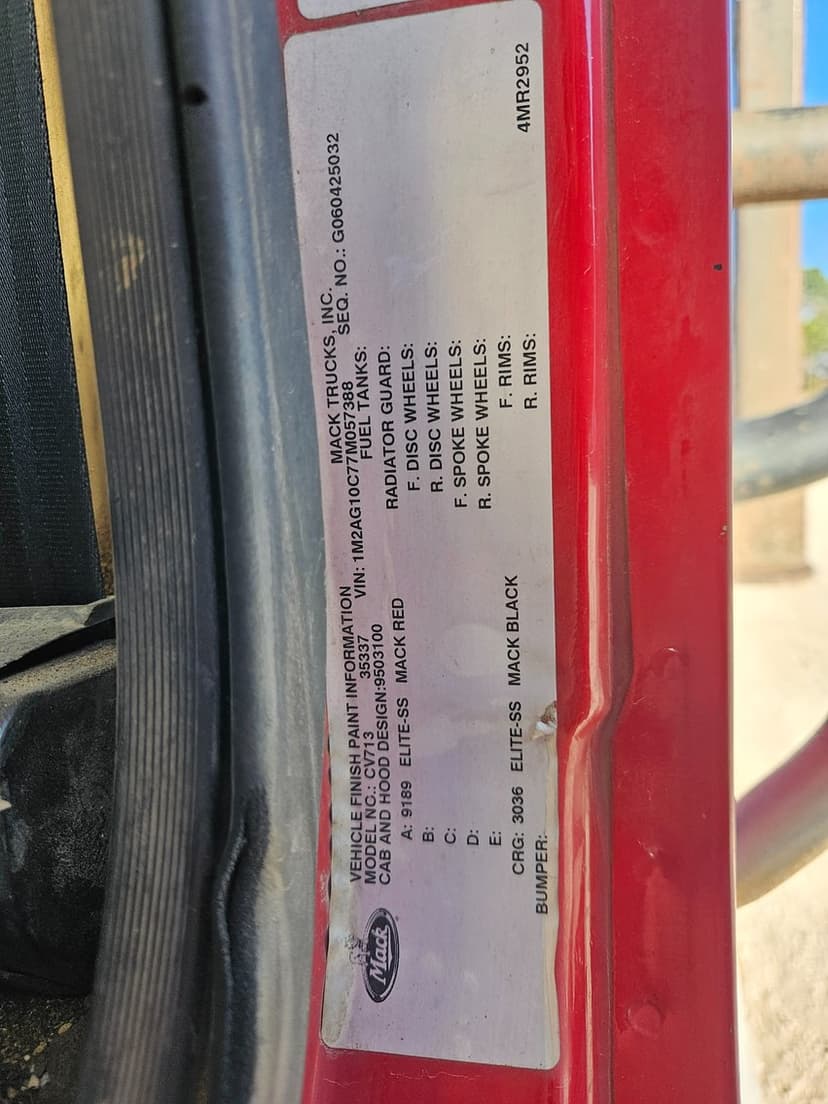 Mack
VEHICLE FINISH PAINT INFORMATION MACK TRUCKS, INC.
MODEL NO.: CV713 35337 VIN: 1M2AG10C77M057388 SEQ. NO.: G060425032
CAB AND HOOD DESIGN:9503100 FUEL TANKS:
RADIATOR GUARD:
A: 9189 ELITE-SS MACK RED F. DISC WHEELS:
B: R. DISC WHEELS:
C: F. SPOKE WHEELS:
D: R. SPOKE WHEELS:
E: F. RIMS:
CRG: 3036 ELITE-SS MACK BLACK R. RIMS:
BUMPER: 4MR2952